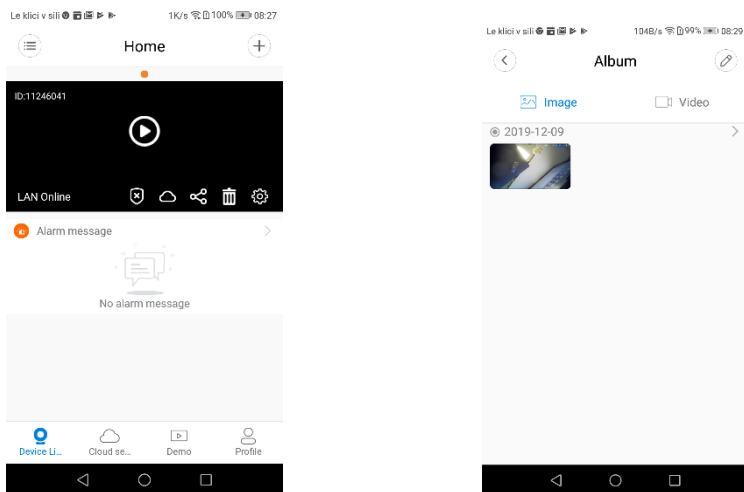 Le klici v sili 1K/s 100% 08:27
Home
ID:11246041
LAN Online
Alarm message
No alarm message
Device Li...
Cloud se...
Demo
Profile
Le klici v sili 104B/s 99% 08:29
Album
Image
Video
2019-12-09